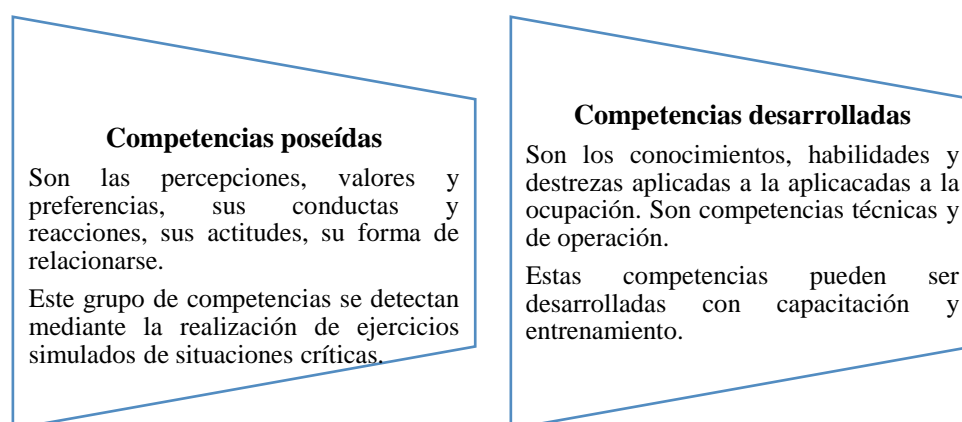 Competencias poseídas
Son las percepciones, valores y
preferencias, sus conductas y
reacciones, sus actitudes, su forma de
relacionarse.
Este grupo de competencias se detectan
mediante la realización de ejercicios
simulados de situaciones críticas.
Competencias desarrolladas
Son los conocimientos, habilidades y
destrezas aplicadas a la aplicacadas a la
ocupación. Son competencias técnicas y
de operación.
Estas competencias pueden ser
desarrolladas con capacitación y
entrenamiento.